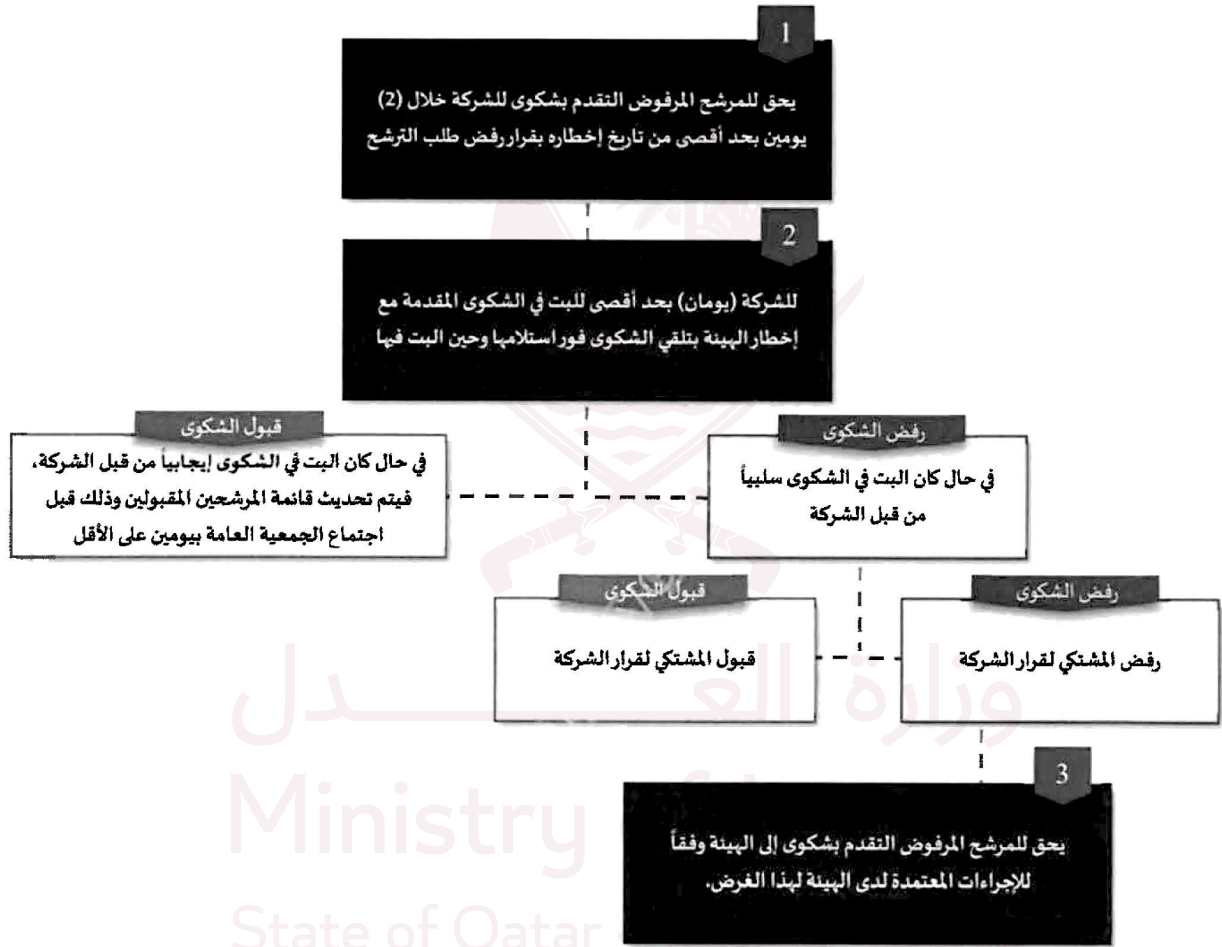 1
يحق للمرشح المرفوض التقدم بشكوى للشركة خلال (2)
يومين بحد أقصى من تاريخ إخطاره بقرار رفض طلب الترشح
2
للشركة (يومان) بحد أقصى للبت في الشكوى المقدمة مع
إخطار الهيئة بتلقي الشكوى فور استلامها وحين البت فيها
رفض الشكوى
في حال كان البت في الشكوى سلبياً
من قبل الشركة
قبول الشكوى
في حال كان البت في الشكوى إيجابياً من قبل الشركة،
فيتم تحديث قائمة المرشحين المقبولين وذلك قبل
اجتماع الجمعية العامة بيومين على الأقل
رفض الشكوى
رفض المشتكي لقرار الشركة
قبول الشكوى
قبول المشتكي لقرار الشركة
3
يحق للمرشح المرفوض التقدم بشكوى إلى الهيئة وفقاً
للإجراءات المعتمدة لدى الهيئة لهذا الغرض.
وزارة العدل
Ministry of
State of Qatar